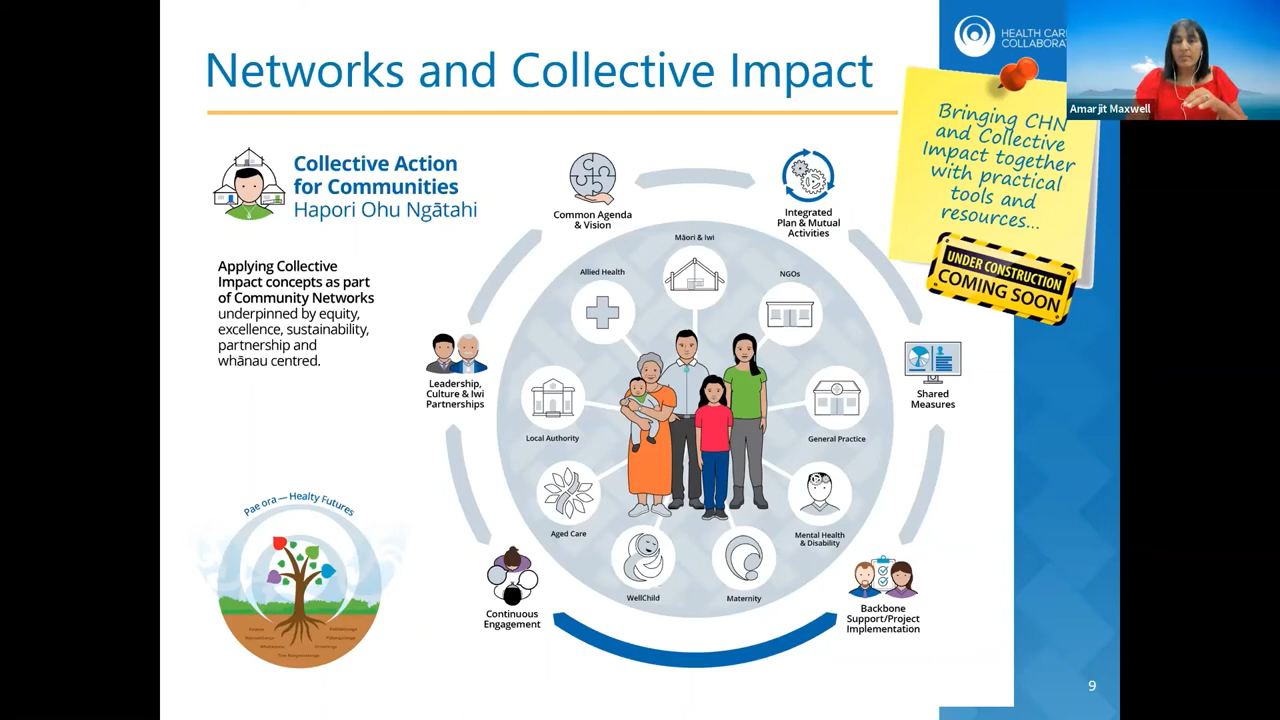 Networks and Collective Impact
HEALTH CAR
COLLABORA
Amarjit Maxwell
Bringing CHN
and Collective
Impact together
with practical
tools and
resources...
UNDER CONSTRUCTION
COMING SOON
Collective Action
for Communities
Hapori Ohu Ngātahi
Applying Collective
Impact concepts as part
of Community Networks
underpinned by equity,
excellence, sustainability,
partnership and
whānau centred.
Common Agenda
& Vision
Integrated
Plan & Mutual
Activities
Māori & Iwi
Allied Health
NGOs
Leadership,
Culture & Iwi
Partnerships
Shared
Measures
Local Authority
General Practice
Aged Care
Mental Health
& Disability
WellChild
Maternity
Continuous
Engagement
Backbone
Support/Project
Implementation
Pae ora — Healty Futures
9